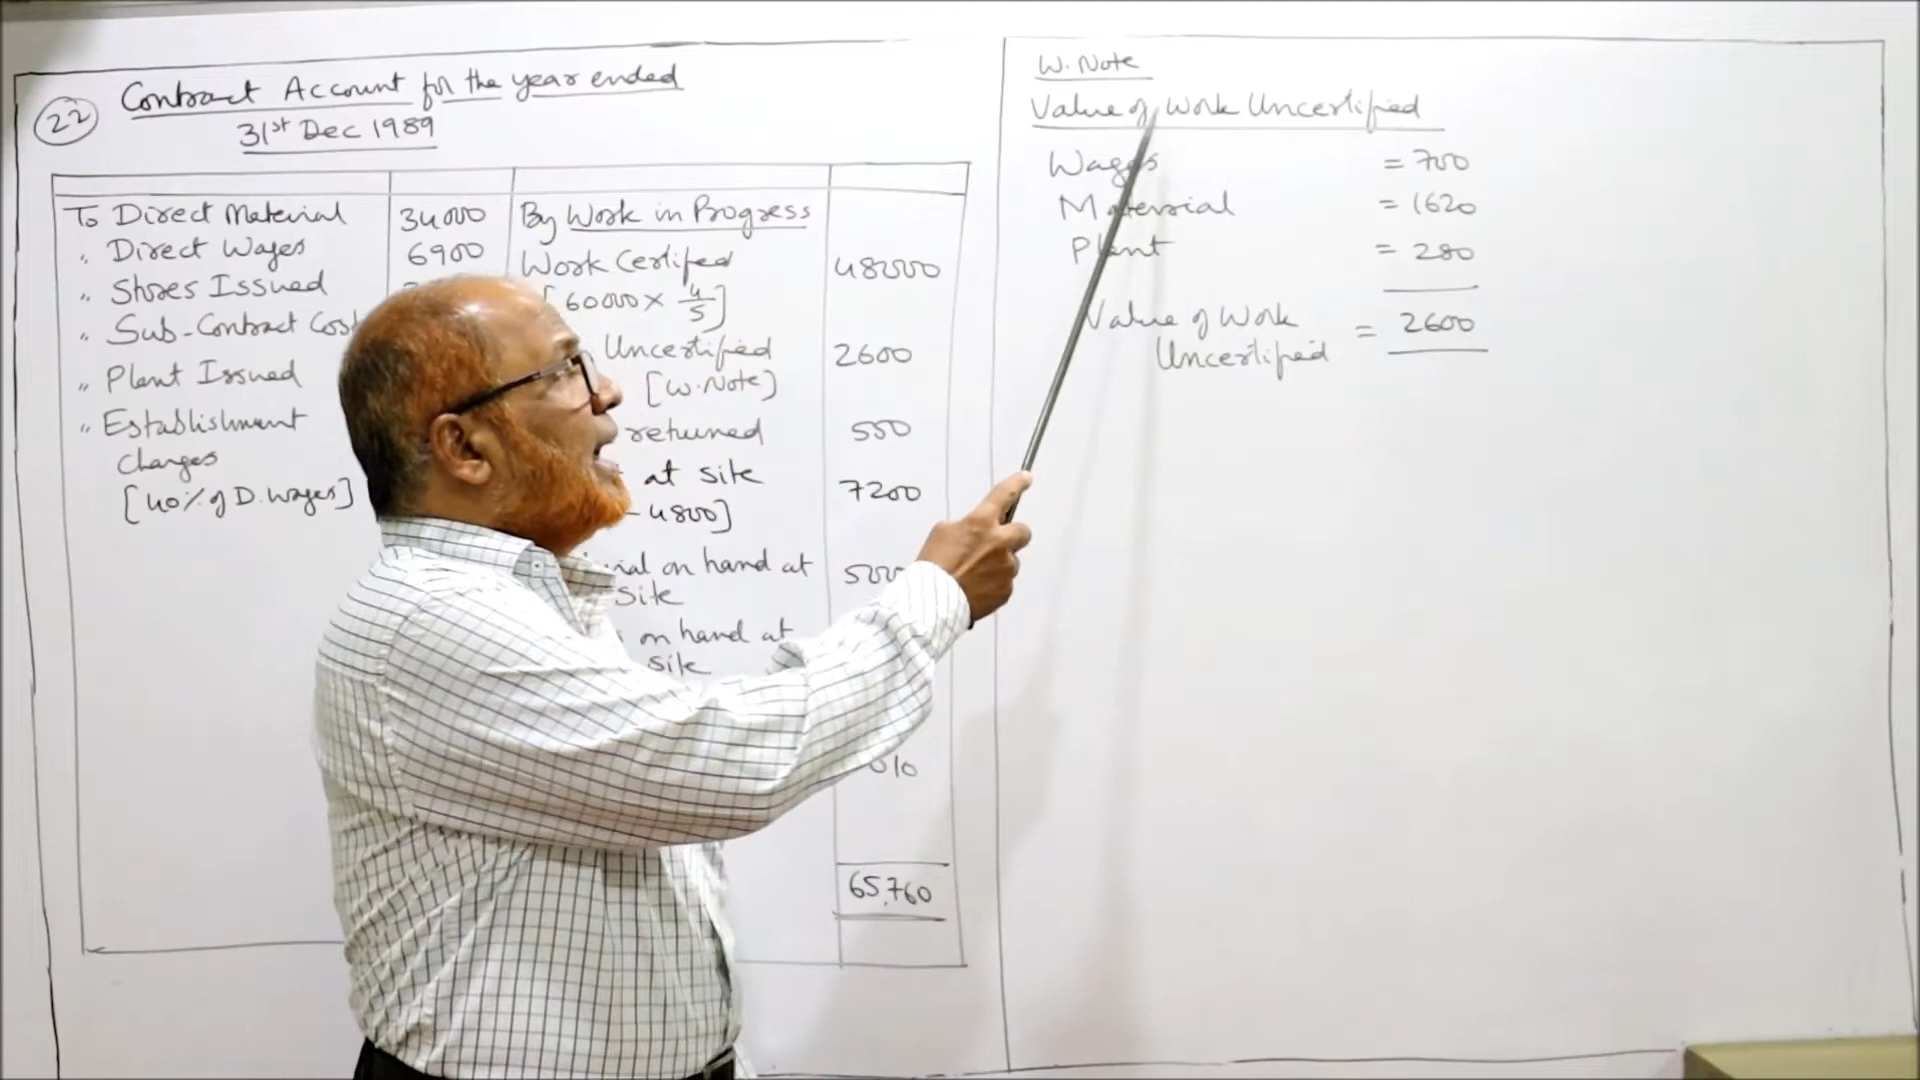 22
Contract Account for the year ended
31st Dec 1989
To Direct Material 34000
" Direct Wages 6900
" Stores Issued
" Sub-Contract Cost
" Plant Issued
" Establishment
Charges
[40% of D. Wages]
By Work in Progress
Work Certified 48000
[60000 × 4/5]
Uncertified 2600
[W.Note]
returned 550
at site 7200
- 4800]
on hand at
site
on hand at
site
65,760
W. Note
Value of Work Uncertified
Wages = 700
Material = 1620
Plant = 280
Value of Work
Uncertified = 2600